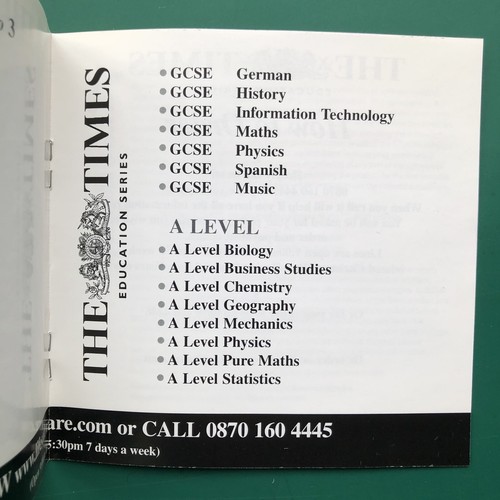 THE TIMES
EDUCATION SERIES
GCSE German
GCSE History
GCSE Information Technology
GCSE Maths
GCSE Physics
GCSE Spanish
GCSE Music
A LEVEL
A Level Biology
A Level Business Studies
A Level Chemistry
A Level Geography
A Level Mechanics
A Level Physics
A Level Pure Maths
A Level Statistics
are.com or CALL 0870 160 4445
5:30pm 7 days a week)